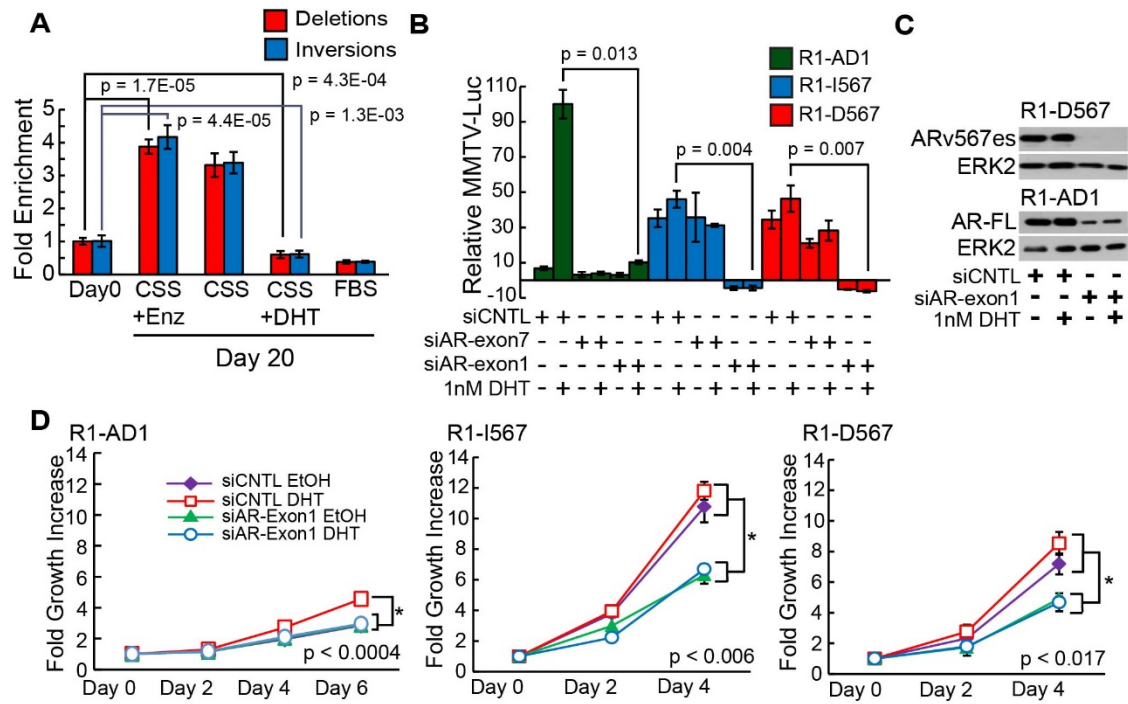 A
Deletions
Inversions
p = 1.7E-05
p = 4.3E-04
p = 4.4E-05
p = 1.3E-03
Fold Enrichment
5
4
3
2
1
0
Day0 CSS CSS CSS FBS
+Enz +DHT
Day 20
B
R1-AD1
R1-I567
R1-D567
p = 0.013
p = 0.004
p = 0.007
Relative MMTV-Luc
110
90
70
50
30
10
-10
siCNTL + + - - - - + + - - - - + + - - - -
siAR-exon7 - - + + - - - - + + - - - - + + - -
siAR-exon1 - - - - + + - - - - + + - - - - + +
1nM DHT - + - + - + - + - + - + - + - + - +
C
R1-D567
ARv567es
ERK2
R1-AD1
AR-FL
ERK2
siCNTL + + - -
siAR-exon1 - - + +
1nM DHT - + - +
D
R1-AD1
Fold Growth Increase
14
12
10
8
6
4
2
0
siCNTL EtOH
siCNTL DHT
siAR-Exon1 EtOH
siAR-Exon1 DHT
*
p < 0.0004
Day 0 Day 2 Day 4 Day 6
R1-I567
Fold Growth Increase
14
12
10
8
6
4
2
0
*
p < 0.006
Day 0 Day 2 Day 4
R1-D567
Fold Growth Increase
14
12
10
8
6
4
2
0
*
p < 0.017
Day 0 Day 2 Day 4